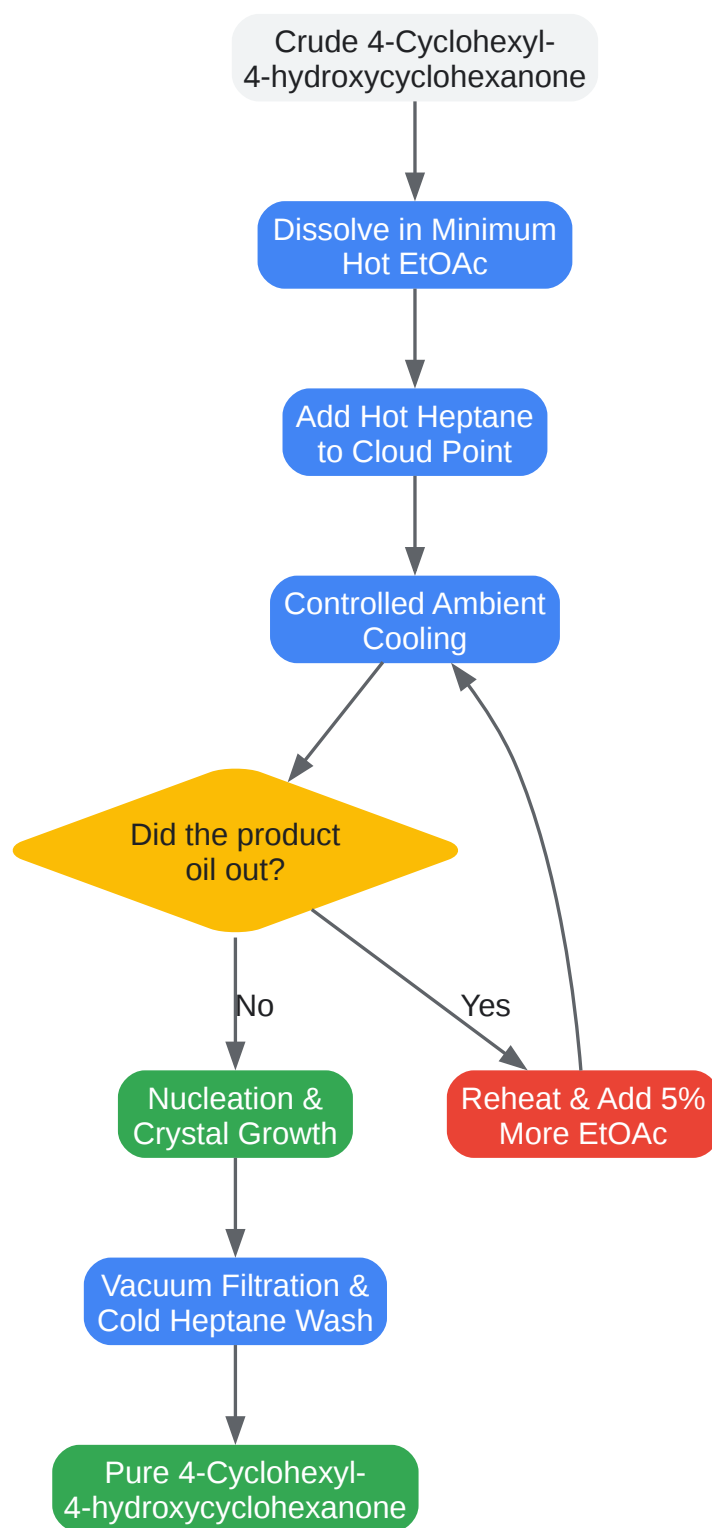 Crude 4-Cyclohexyl-
4-hydroxycyclohexanone
Dissolve in Minimum
Hot EtOAc
Add Hot Heptane
to Cloud Point
Controlled Ambient
Cooling
Did the product
oil out?
No
Yes
Nucleation &
Crystal Growth
Reheat & Add 5%
More EtOAc
Vacuum Filtration &
Cold Heptane Wash
Pure 4-Cyclohexyl-
4-hydroxycyclohexanone